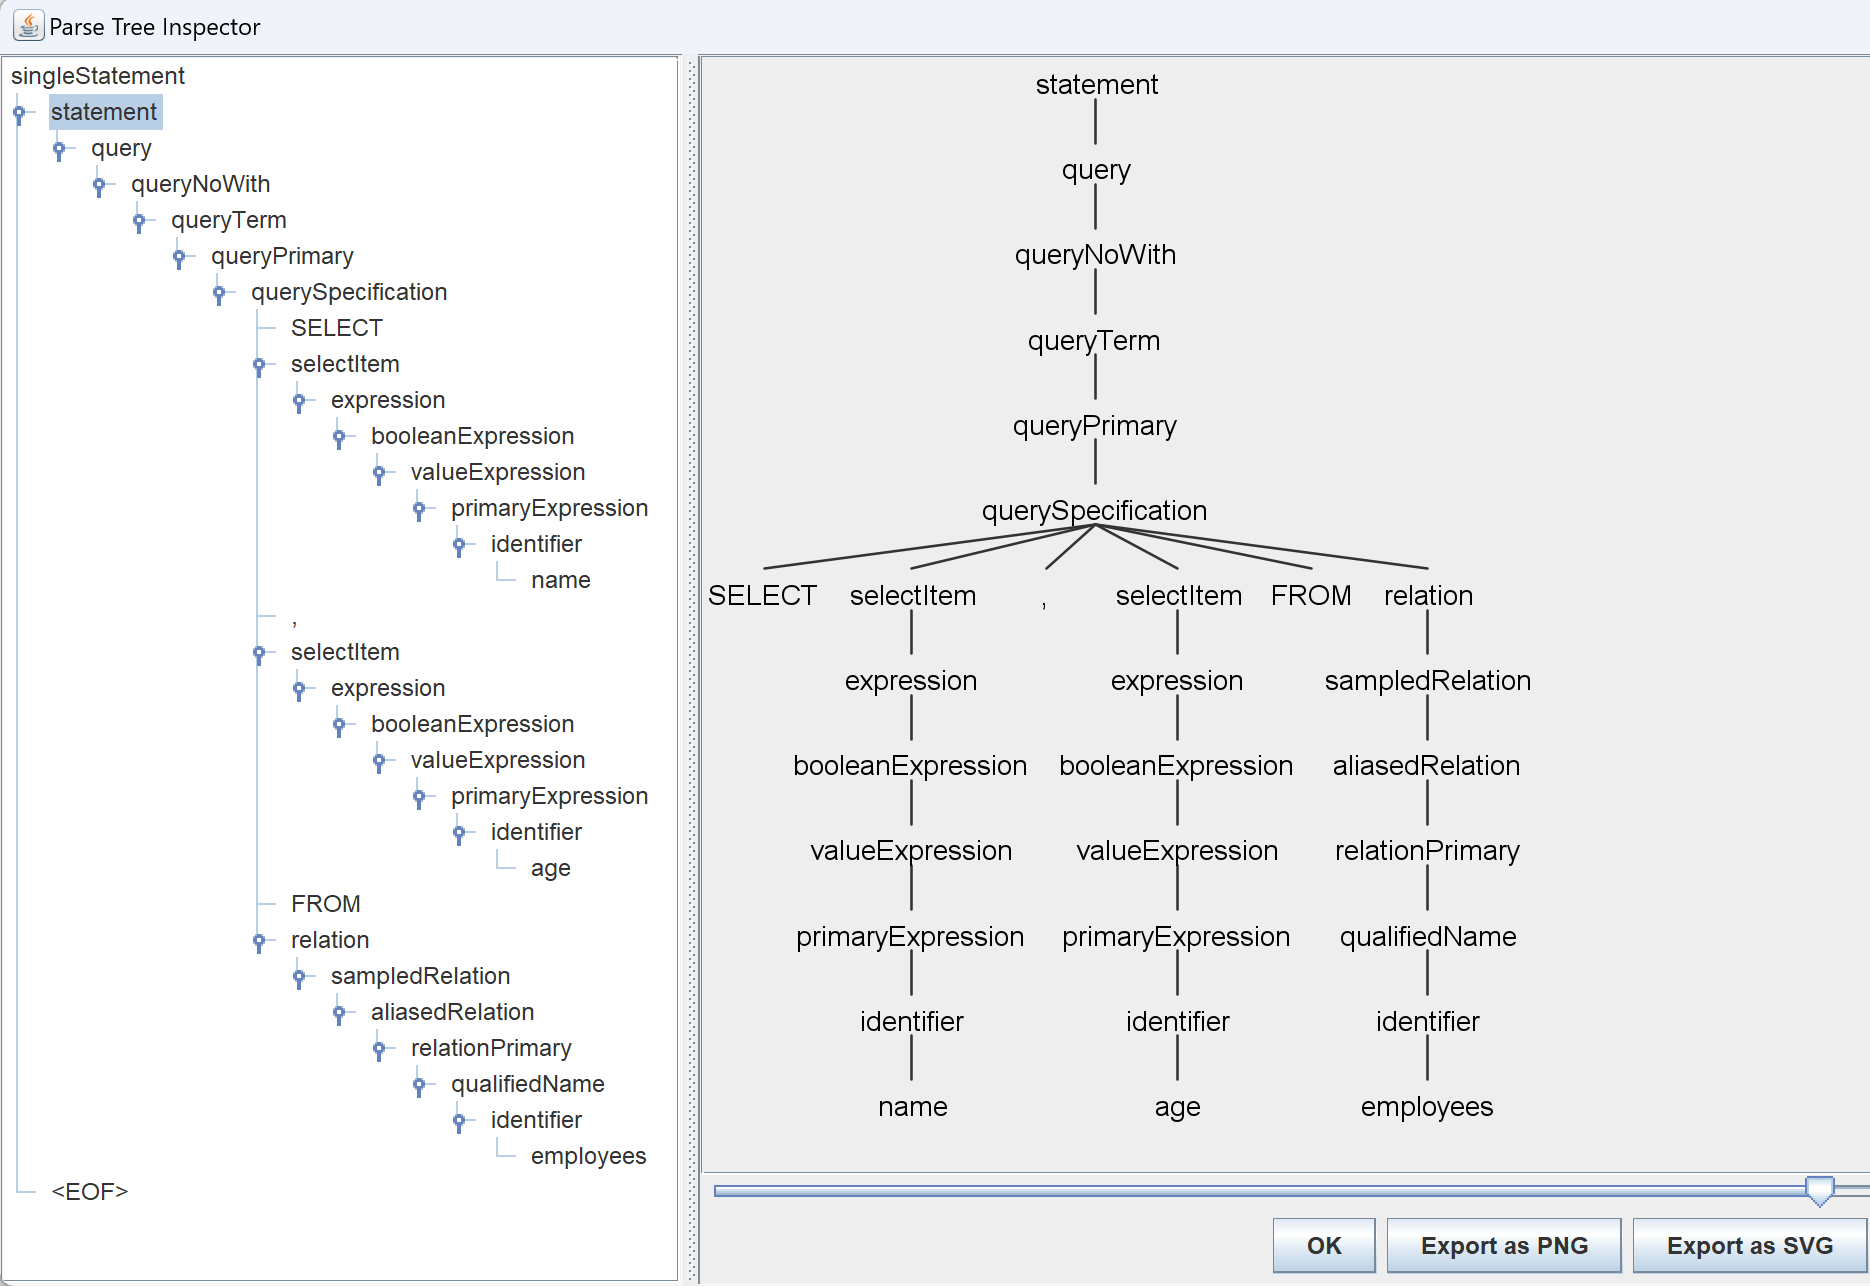 Parse Tree Inspector
singleStatement
statement
query
queryNoWith
queryTerm
queryPrimary
querySpecification
SELECT
selectItem
expression
booleanExpression
valueExpression
primaryExpression
identifier
name
,
selectItem
expression
booleanExpression
valueExpression
primaryExpression
identifier
age
FROM
relation
sampledRelation
aliasedRelation
relationPrimary
qualifiedName
identifier
employees
<EOF>
statement
query
queryNoWith
queryTerm
queryPrimary
querySpecification
SELECT selectItem , selectItem FROM relation
expression expression sampledRelation
booleanExpression booleanExpression aliasedRelation
valueExpression valueExpression relationPrimary
primaryExpression primaryExpression qualifiedName
identifier identifier identifier
name age employees
OK Export as PNG Export as SVG